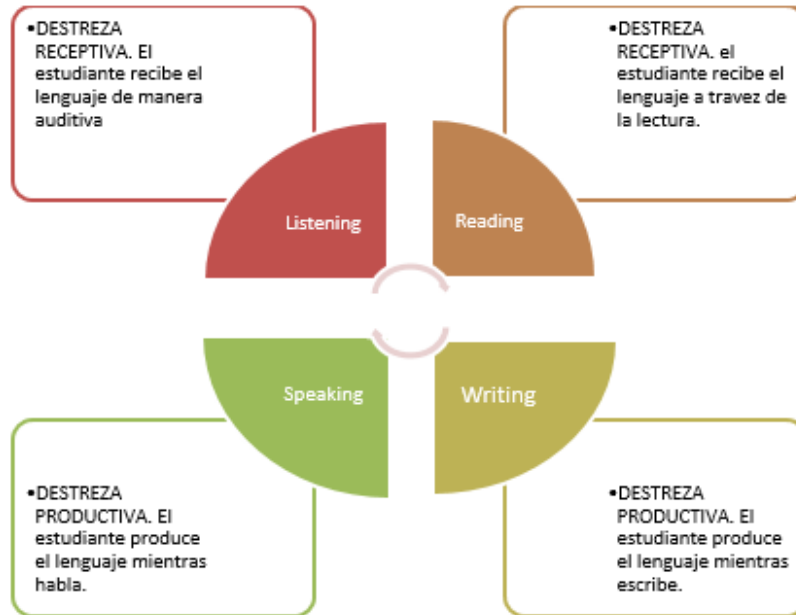 •DESTREZA
RECEPTIVA. El
estudiante recibe el
lenguaje de manera
auditiva
•DESTREZA
RECEPTIVA. el
estudiante recibe el
lenguaje a travez de
la lectura.
Listening
Reading
Speaking
Writing
•DESTREZA
PRODUCTIVA. El
estudiante produce
el lenguaje mientras
habla.
•DESTREZA
PRODUCTIVA. El
estudiante produce
el lenguaje mientras
escribe.